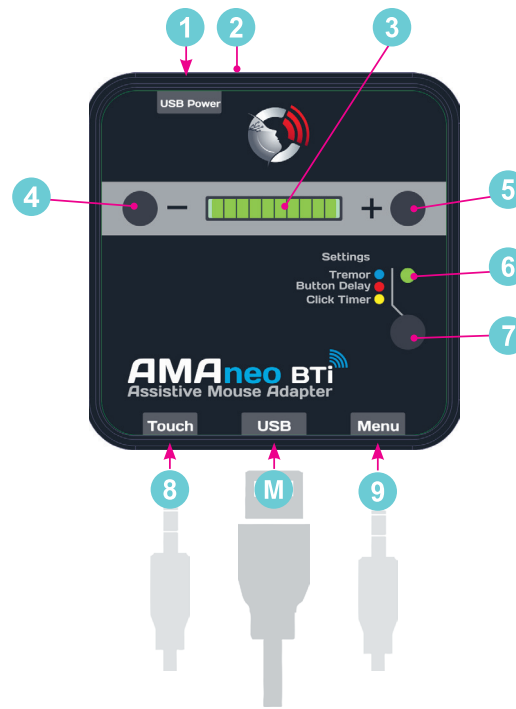 1 2 3
USB Power
4 − + 5
Settings
Tremor 6
Button Delay
Click Timer
7
AMAneo BTi
Assistive Mouse Adapter
Touch USB Menu
8 M 9